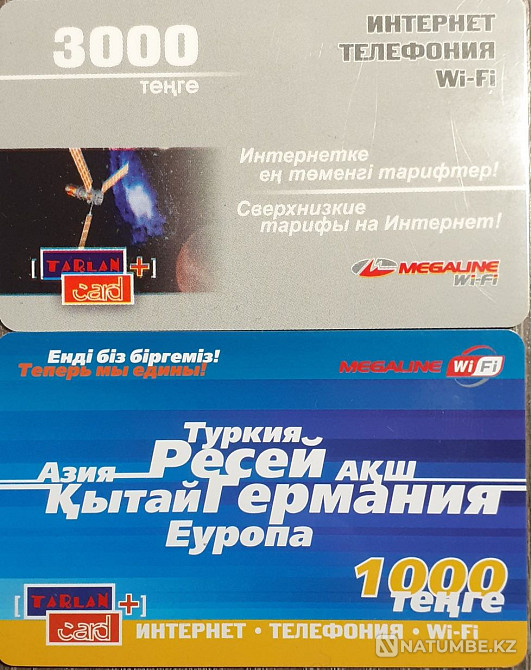 3000
теңге
ИНТЕРНЕТ
ТЕЛЕФОНИЯ
Wi-Fi
Интернетке
ең төменгі тарифтер!
Сверхнизкие
тарифы на Интернет!
[TARLAN+]
card
MEGALINE
Wi-Fi
Енді біз біргеміз!
Теперь мы едины!
MEGALINE WiFi
Туркия
Азия Ресей АҚШ
Қытай Германия
Еуропа
1000
теңге
[TARLAN+]
card
ИНТЕРНЕТ • ТЕЛЕФОНИЯ • Wi-Fi
NATUMBE.KZ